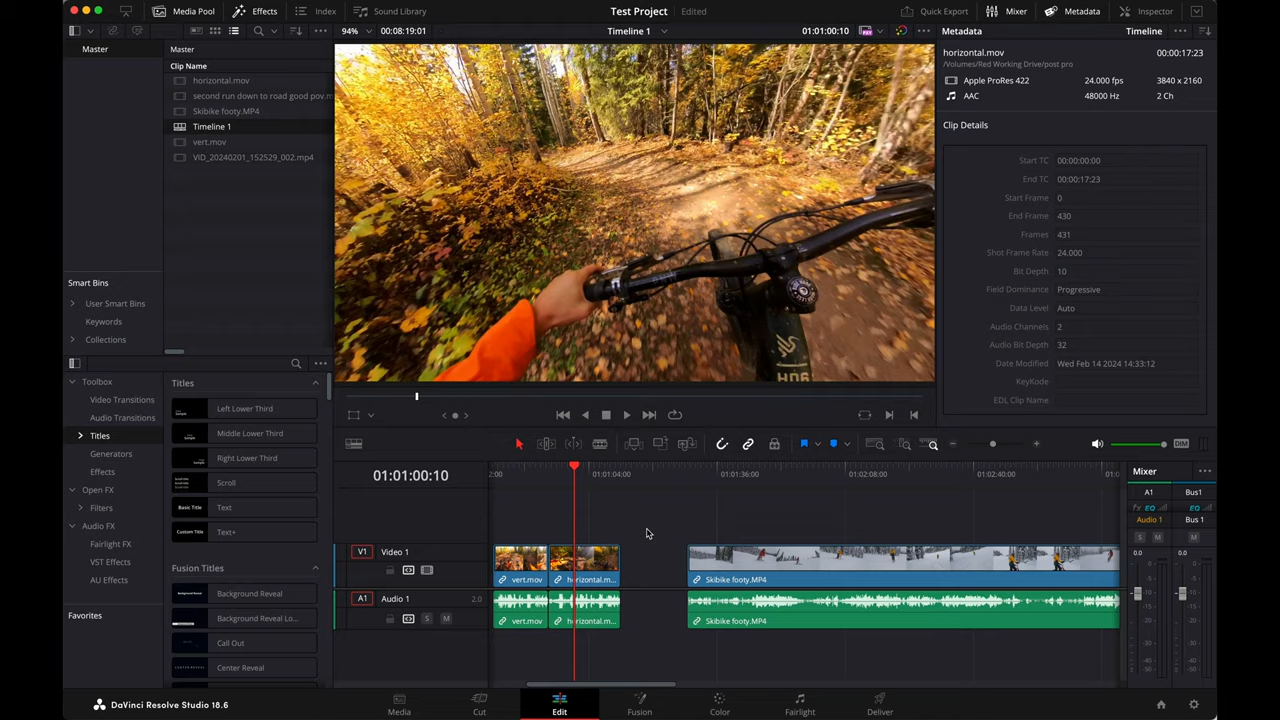 Media Pool
Effects
Index
Sound Library
Test Project
Edited
Quick Export
Mixer
Metadata
Inspector
94%
00:08:19:01
Timeline 1
01:01:00:10
Metadata
Timeline
Master
Master
Clip Name
horizontal.mov
second run down to road good pov.m
Skibike footy.MP4
Timeline 1
vert.mov
VID_20240201_152529_002.mp4
Smart Bins
User Smart Bins
Keywords
Collections
horizontal.mov
00:00:17:23
/Volumes/Red Working Drive/post pro
Apple ProRes 422
24.000 fps
3840 x 2160
AAC
48000 Hz
2 Ch
Clip Details
Start TC 00:00:00:00
End TC 00:00:17:23
Start Frame 0
End Frame 430
Frames 431
Shot Frame Rate 24.000
Bit Depth 10
Field Dominance Progressive
Data Level Auto
Audio Channels 2
Audio Bit Depth 32
Date Modified Wed Feb 14 2024 14:33:12
KeyKode
EDL Clip Name
Toolbox
Video Transitions
Audio Transitions
Titles
Generators
Effects
Open FX
Filters
Audio FX
Fairlight FX
VST Effects
AU Effects
Favorites
Titles
Left Lower Third
Middle Lower Third
Right Lower Third
Scroll
Basic Title
Text
Custom Title
Text+
Fusion Titles
Background Reveal
Background Reveal Lo...
Call Out
Center Reveal
DIM
01:01:00:10
2:00
01:01:04:00
01:01:36:00
01:02:08:00
01:02:40:00
V1
Video 1
vert.mov
horizontal.m...
Skibike footy.MP4
A1
Audio 1
2.0
S
M
vert.mov
horizontal.m...
Skibike footy.MP4
Mixer
A1
Bus1
fx EQ
EQ
Audio 1
Bus 1
S
M
M
0.0
0.0
DaVinci Resolve Studio 18.6
Media
Cut
Edit
Fusion
Color
Fairlight
Deliver